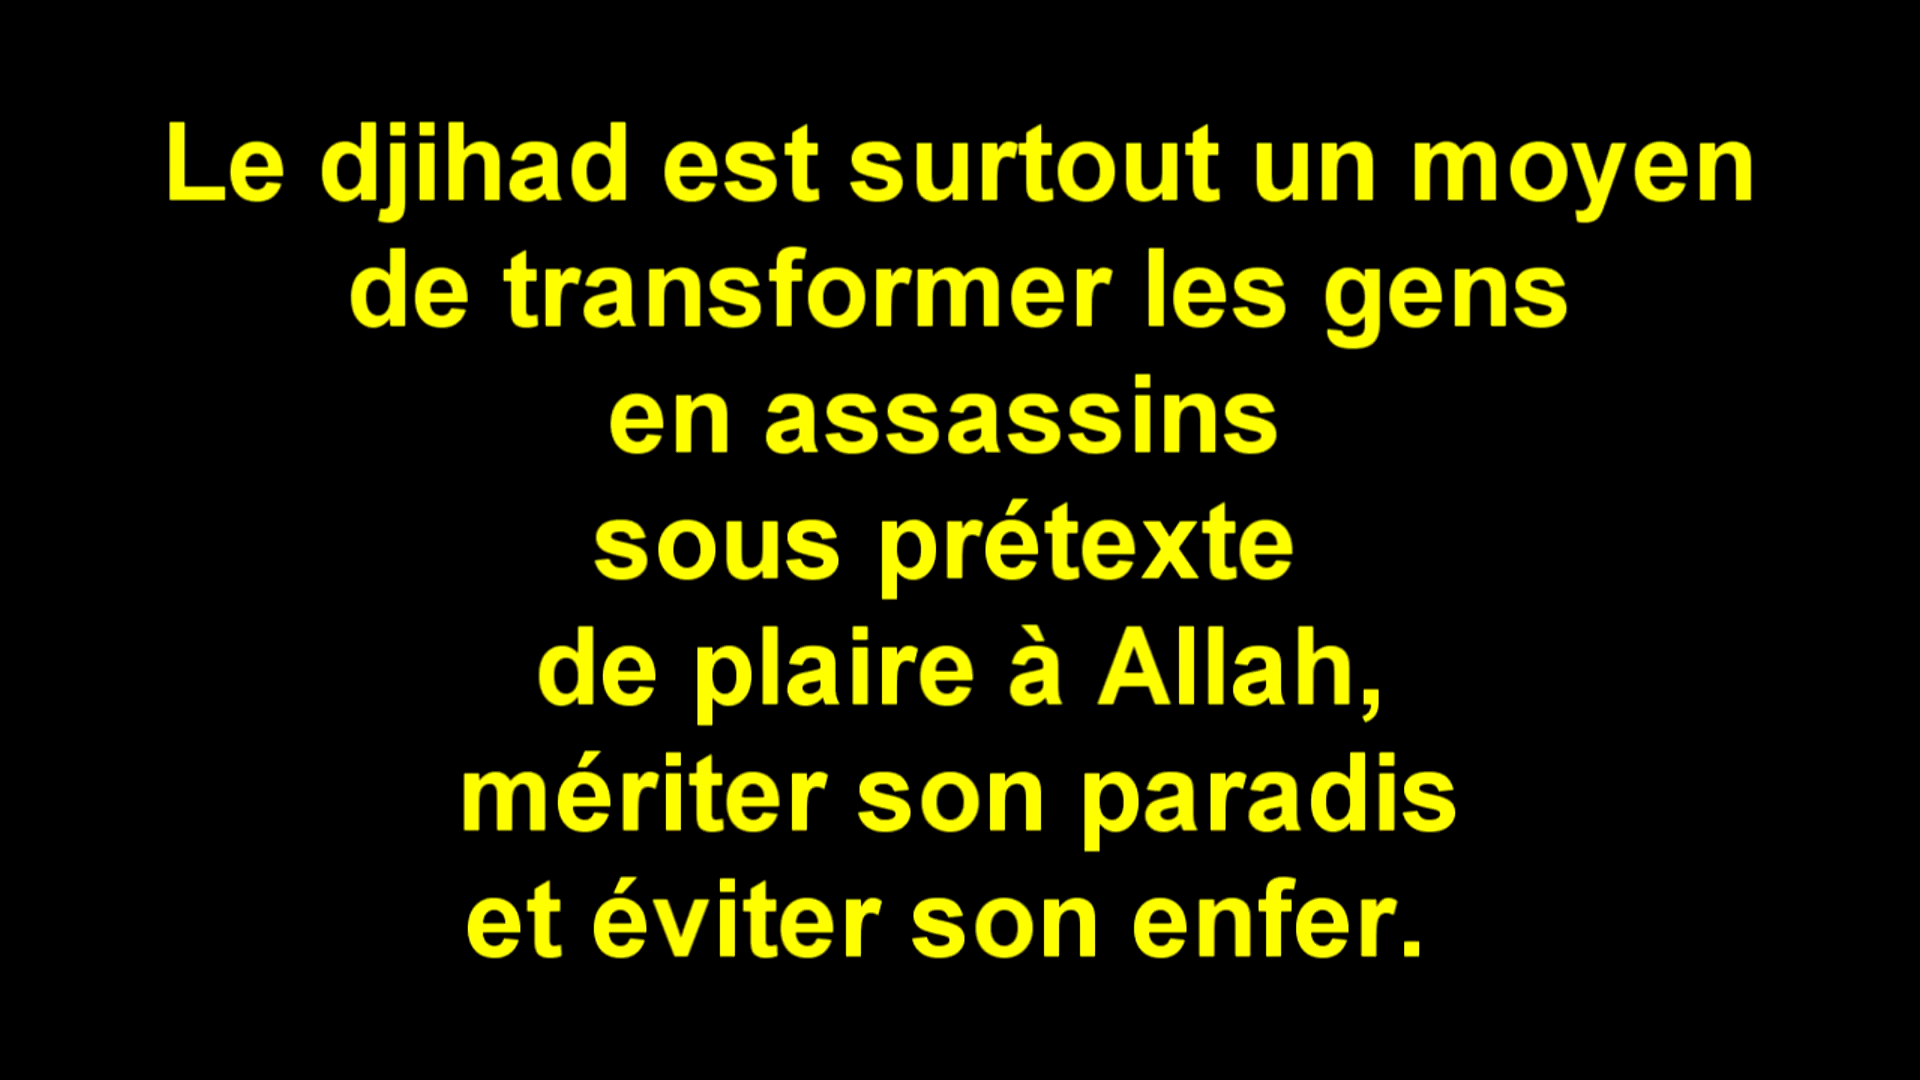 Le djihad est surtout un moyen
de transformer les gens
en assassins
sous prétexte
de plaire à Allah,
mériter son paradis
et éviter son enfer.